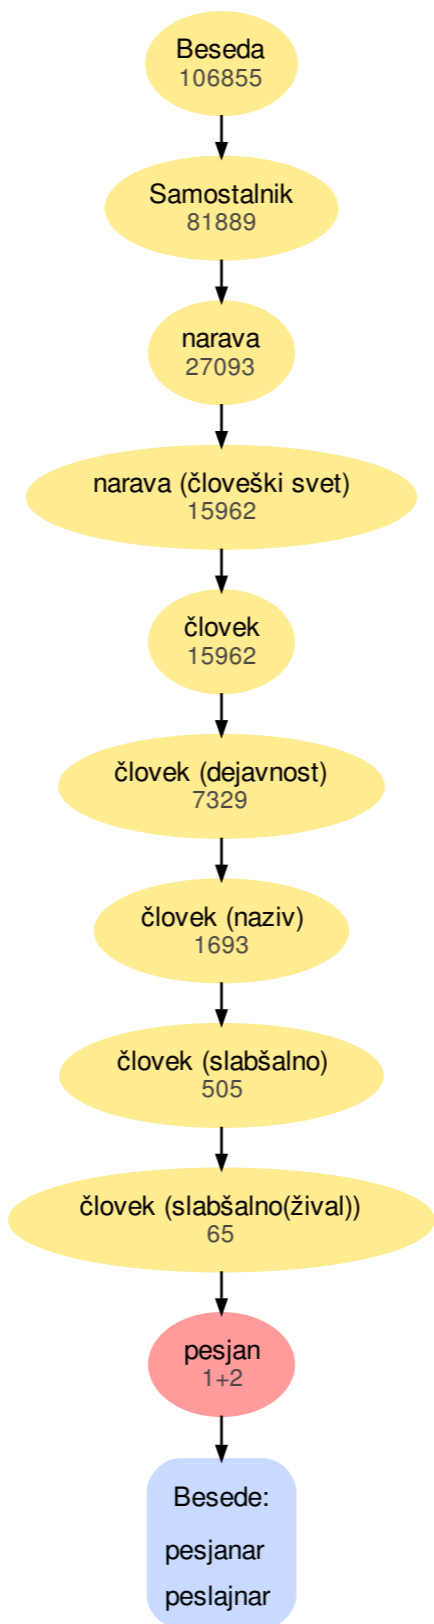 Beseda
106855
Samostalnik
81889
narava
27093
narava (človeški svet)
15962
človek
15962
človek (dejavnost)
7329
človek (naziv)
1693
človek (slabšalno)
505
človek (slabšalno(žival))
65
pesjan
1+2
Besede:
pesjanar
peslajnar